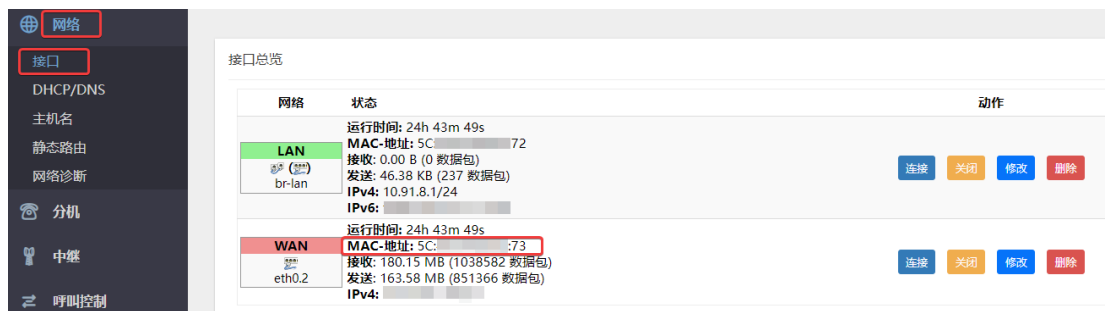 网络
接口
DHCP/DNS
主机名
静态路由
网络诊断
分机
中继
呼叫控制
接口总览
网络 状态 动作
LAN
br-lan
运行时间: 24h 43m 49s
MAC-地址: 5C: 72
接收: 0.00 B (0 数据包)
发送: 46.38 KB (237 数据包)
IPv4: 10.91.8.1/24
IPv6:
连接 关闭 修改 删除
WAN
eth0.2
运行时间: 24h 43m 49s
MAC-地址: 5C: :73
接收: 180.15 MB (1038582 数据包)
发送: 163.58 MB (851366 数据包)
IPv4:
连接 关闭 修改 删除